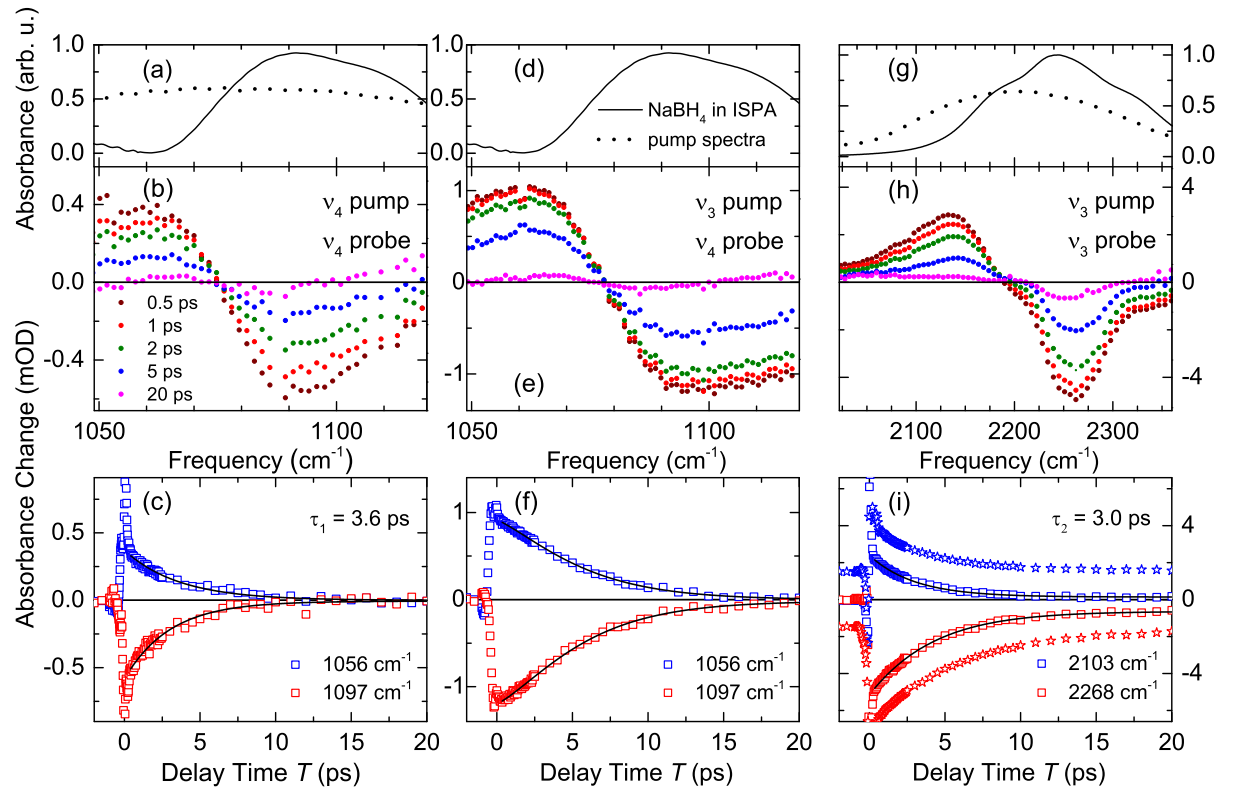 Absorbance (arb. u.)
1.0
0.5
0.0
(a)
1.0
0.5
0.0
(d)
NaBH4 in ISPA
pump spectra
(g)
1.0
0.5
0.0
Absorbance Change (mOD)
0.4
0.0
-0.4
(b)
ν4 pump
ν4 probe
0.5 ps
1 ps
2 ps
5 ps
20 ps
1050
1100
Frequency (cm-1)
1
0
-1
ν3 pump
ν4 probe
(e)
1050
1100
Frequency (cm-1)
(h)
ν3 pump
ν3 probe
4
0
-4
2100
2200
2300
Frequency (cm-1)
0.5
0.0
-0.5
(c)
τ1 = 3.6 ps
1056 cm-1
1097 cm-1
0
5
10
15
20
Delay Time T (ps)
1
0
-1
(f)
1056 cm-1
1097 cm-1
0
5
10
15
20
Delay Time T (ps)
(i)
τ2 = 3.0 ps
2103 cm-1
2268 cm-1
4
0
-4
0
5
10
15
20
Delay Time T (ps)